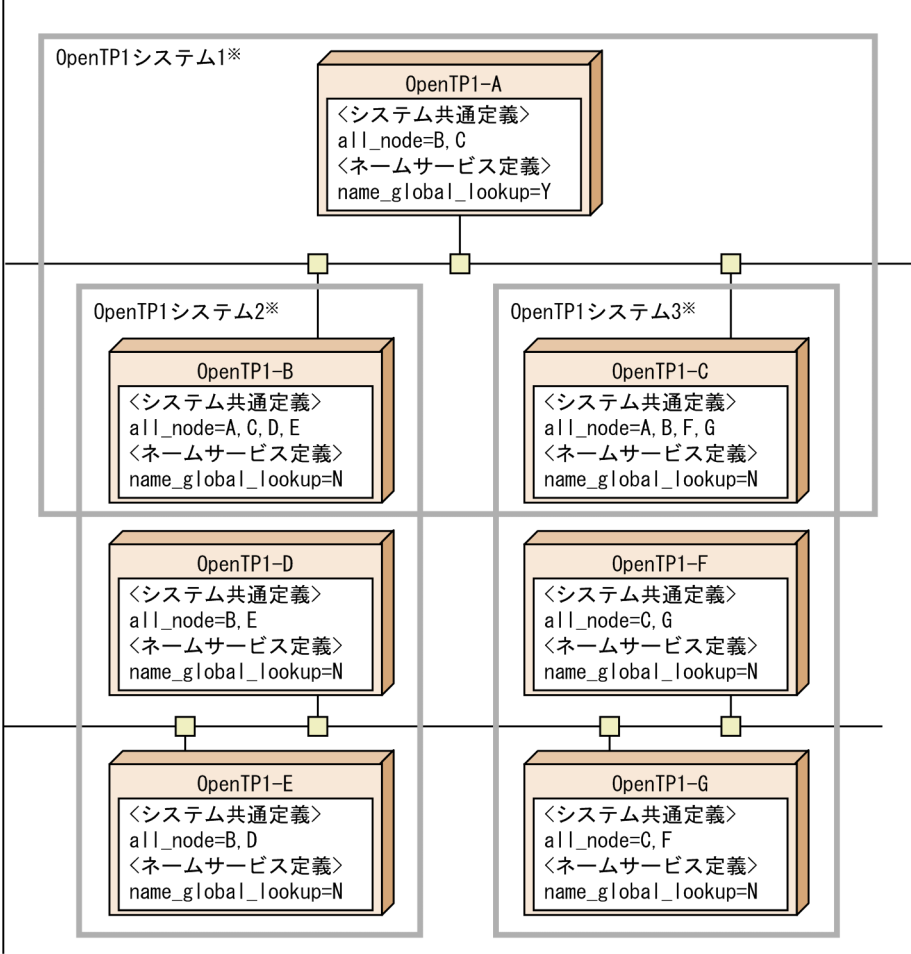 OpenTP1システム1※
OpenTP1-A
<システム共通定義>
all_node=B,C
<ネームサービス定義>
name_global_lookup=Y
OpenTP1システム2※
OpenTP1システム3※
OpenTP1-B
<システム共通定義>
all_node=A,C,D,E
<ネームサービス定義>
name_global_lookup=N
OpenTP1-C
<システム共通定義>
all_node=A,B,F,G
<ネームサービス定義>
name_global_lookup=N
OpenTP1-D
<システム共通定義>
all_node=B,E
<ネームサービス定義>
name_global_lookup=N
OpenTP1-F
<システム共通定義>
all_node=C,G
<ネームサービス定義>
name_global_lookup=N
OpenTP1-E
<システム共通定義>
all_node=B,D
<ネームサービス定義>
name_global_lookup=N
OpenTP1-G
<システム共通定義>
all_node=C,F
<ネームサービス定義>
name_global_lookup=N